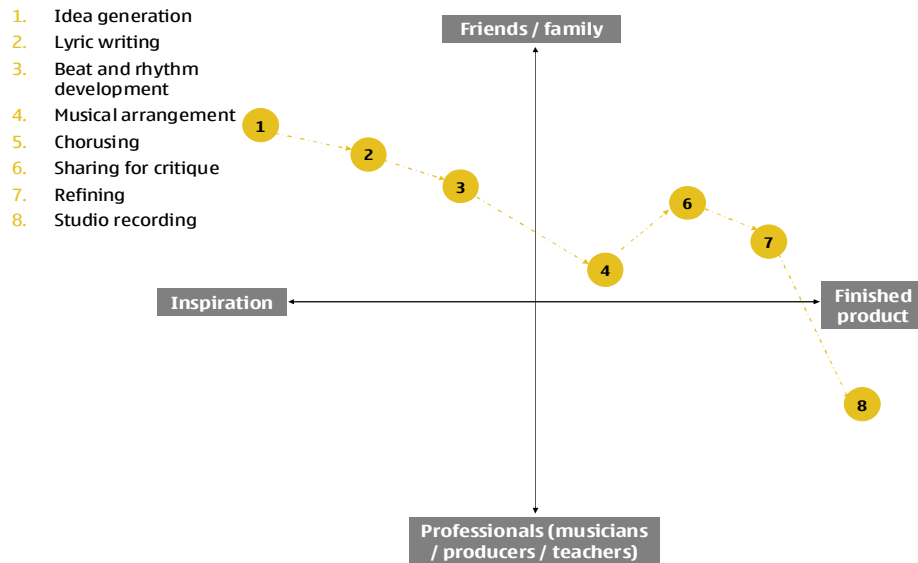 1. Idea generation
2. Lyric writing
3. Beat and rhythm
development
4. Musical arrangement
5. Chorusing
6. Sharing for critique
7. Refining
8. Studio recording
Friends / family
1
2
3
6
7
4
Inspiration
Finished
product
8
Professionals (musicians
/ producers / teachers)